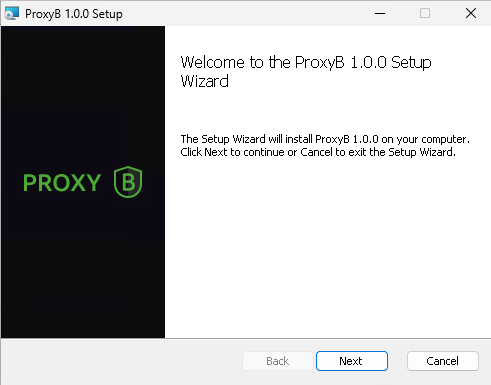 ProxyB 1.0.0 Setup
Welcome to the ProxyB 1.0.0 Setup
Wizard
The Setup Wizard will install ProxyB 1.0.0 on your computer.
Click Next to continue or Cancel to exit the Setup Wizard.
PROXY B
Back Next Cancel